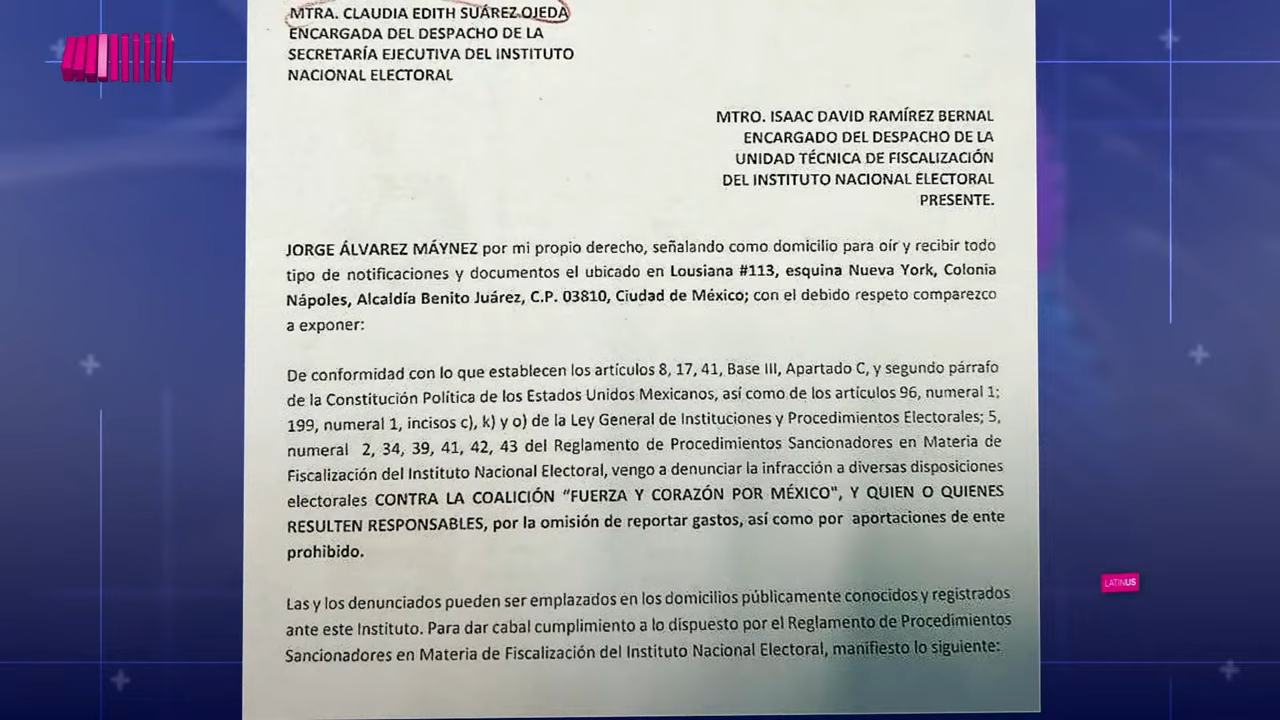 MTRA. CLAUDIA EDITH SUÁREZ OJEDA
ENCARGADA DEL DESPACHO DE LA
SECRETARÍA EJECUTIVA DEL INSTITUTO
NACIONAL ELECTORAL
MTRO. ISAAC DAVID RAMÍREZ BERNAL
ENCARGADO DEL DESPACHO DE LA
UNIDAD TÉCNICA DE FISCALIZACIÓN
DEL INSTITUTO NACIONAL ELECTORAL
PRESENTE.
JORGE ÁLVAREZ MÁYNEZ por mi propio derecho, señalando como domicilio para oír y recibir todo
tipo de notificaciones y documentos el ubicado en Lousiana #113, esquina Nueva York, Colonia
Nápoles, Alcaldía Benito Juárez, C.P. 03810, Ciudad de México; con el debido respeto comparezco
a exponer:
De conformidad con lo que establecen los artículos 8, 17, 41, Base III, Apartado C, y segundo párrafo
de la Constitución Política de los Estados Unidos Mexicanos, así como de los artículos 96, numeral 1;
199, numeral 1, incisos c), k) y o) de la Ley General de Instituciones y Procedimientos Electorales; 5,
numeral 2, 34, 39, 41, 42, 43 del Reglamento de Procedimientos Sancionadores en Materia de
Fiscalización del Instituto Nacional Electoral, vengo a denunciar la infracción a diversas disposiciones
electorales CONTRA LA COALICIÓN "FUERZA Y CORAZÓN POR MÉXICO", Y QUIEN O QUIENES
RESULTEN RESPONSABLES, por la omisión de reportar gastos, así como por aportaciones de ente
prohibido.
Las y los denunciados pueden ser emplazados en los domicilios públicamente conocidos y registrados
ante este Instituto. Para dar cabal cumplimiento a lo dispuesto por el Reglamento de Procedimientos
Sancionadores en Materia de Fiscalización del Instituto Nacional Electoral, manifiesto lo siguiente:
LATINUS